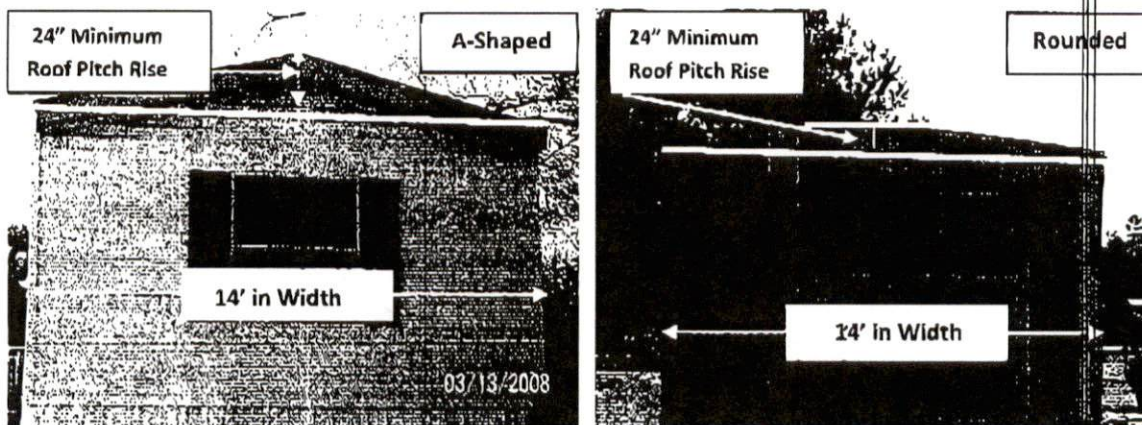 24" Minimum
Roof Pitch Rise
A-Shaped
14' in Width
03/13/2008
24" Minimum
Roof Pitch Rise
Rounded
14' in Width